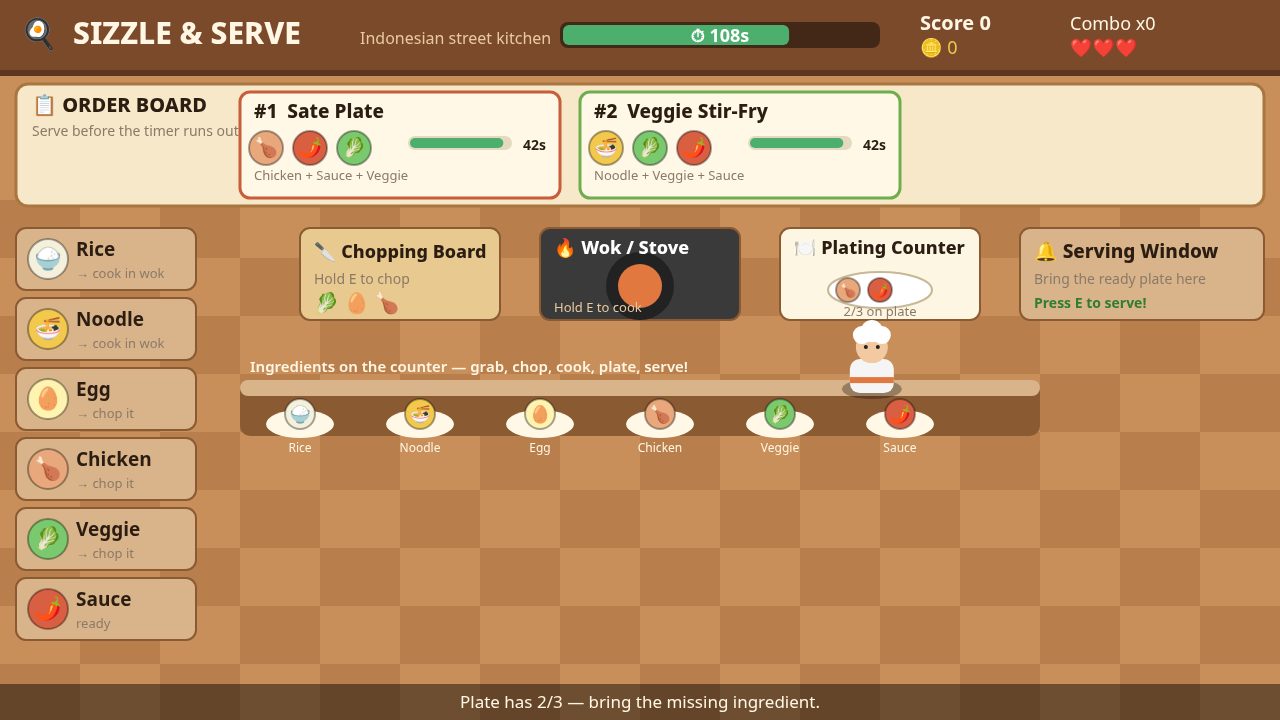 SIZZLE & SERVE
Indonesian street kitchen
108s
Score 0
0
Combo x0
ORDER BOARD
Serve before the timer runs out
#1 Sate Plate
42s
Chicken + Sauce + Veggie
#2 Veggie Stir-Fry
42s
Noodle + Veggie + Sauce
Rice
→ cook in wok
Noodle
→ cook in wok
Egg
→ chop it
Chicken
→ chop it
Veggie
→ chop it
Sauce
ready
Chopping Board
Hold E to chop
Wok / Stove
Hold E to cook
Plating Counter
2/3 on plate
Serving Window
Bring the ready plate here
Press E to serve!
Ingredients on the counter — grab, chop, cook, plate, serve!
Rice
Noodle
Egg
Chicken
Veggie
Sauce
Plate has 2/3 — bring the missing ingredient.